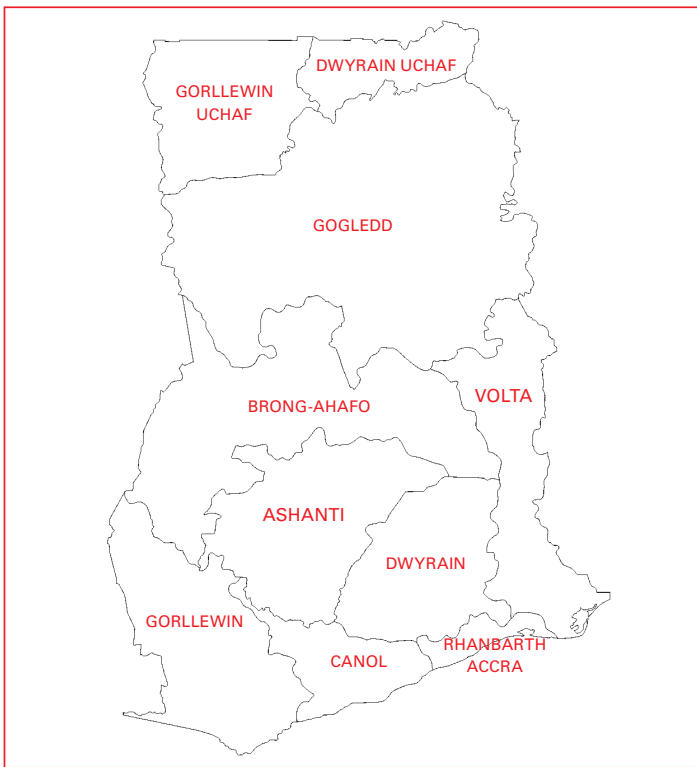 DWYRAIN UCHAF
GORLLEWIN
UCHAF
GOGLEDD
VOLTA
BRONG-AHAFO
ASHANTI
DWYRAIN
GORLLEWIN
RHANBARTH
ACCRA
CANOL